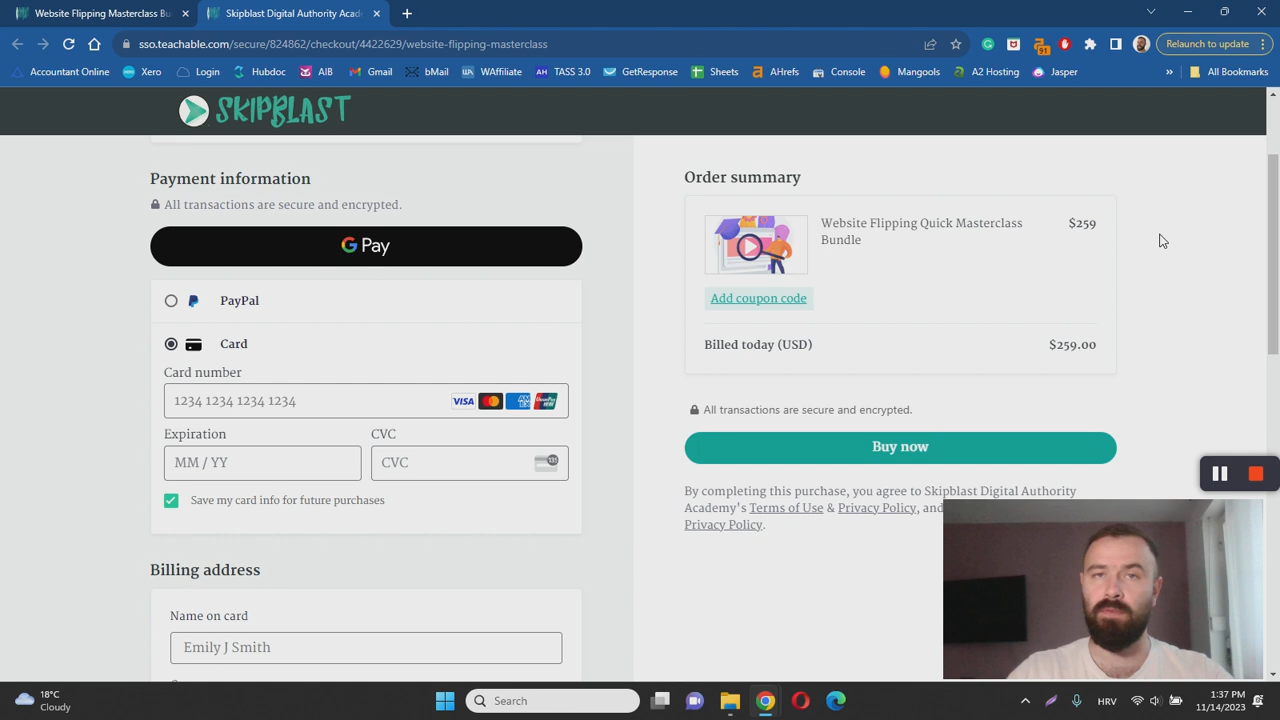 Website Flipping Masterclass Bu
Skipblast Digital Authority Acade
sso.teachable.com/secure/824862/checkout/4422629/website-flipping-masterclass
91
Relaunch to update
Accountant Online
Xero
Login
Hubdoc
AIB
Gmail
bMail
WAffiliate
TASS 3.0
GetResponse
Sheets
AHrefs
Console
Mangools
A2 Hosting
Jasper
»
All Bookmarks
SKIPBLAST
Payment information
All transactions are secure and encrypted.
G Pay
PayPal
Card
Card number
1234 1234 1234 1234
VISA
Expiration
CVC
MM / YY
CVC
Save my card info for future purchases
Billing address
Name on card
Emily J Smith
Order summary
Website Flipping Quick Masterclass
Bundle
$259
Add coupon code
Billed today (USD)
$259.00
All transactions are secure and encrypted.
Buy now
By completing this purchase, you agree to Skipblast Digital Authority
Academy's Terms of Use & Privacy Policy, and
Privacy Policy.
18°C
Cloudy
Search
HRV
1:37 PM
11/14/2023